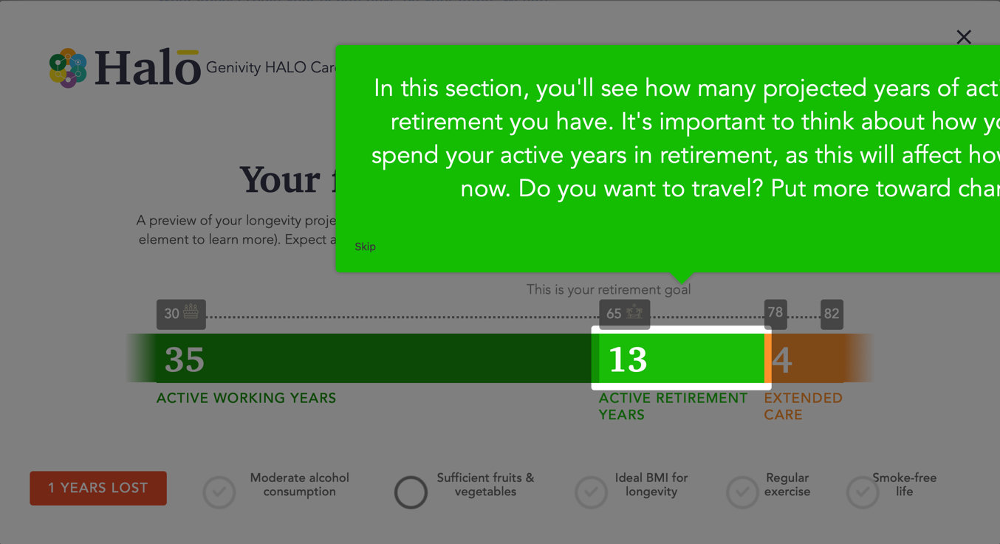 Halo
Genivity HALO Car
In this section, you'll see how many projected years of acti
retirement you have. It's important to think about how yo
spend your active years in retirement, as this will affect how
now. Do you want to travel? Put more toward char
Skip
Your f
A preview of your longevity proje
element to learn more). Expect a
This is your retirement goal
30
65
78
82
35
13
4
ACTIVE WORKING YEARS
ACTIVE RETIREMENT
YEARS
EXTENDED
CARE
1 YEARS LOST
Moderate alcohol
consumption
Sufficient fruits &
vegetables
Ideal BMI for
longevity
Regular
exercise
Smoke-free
life